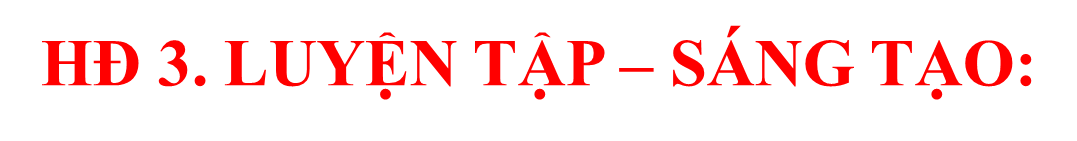 HĐ 3. LUYỆN TẬP – SÁNG TẠO: